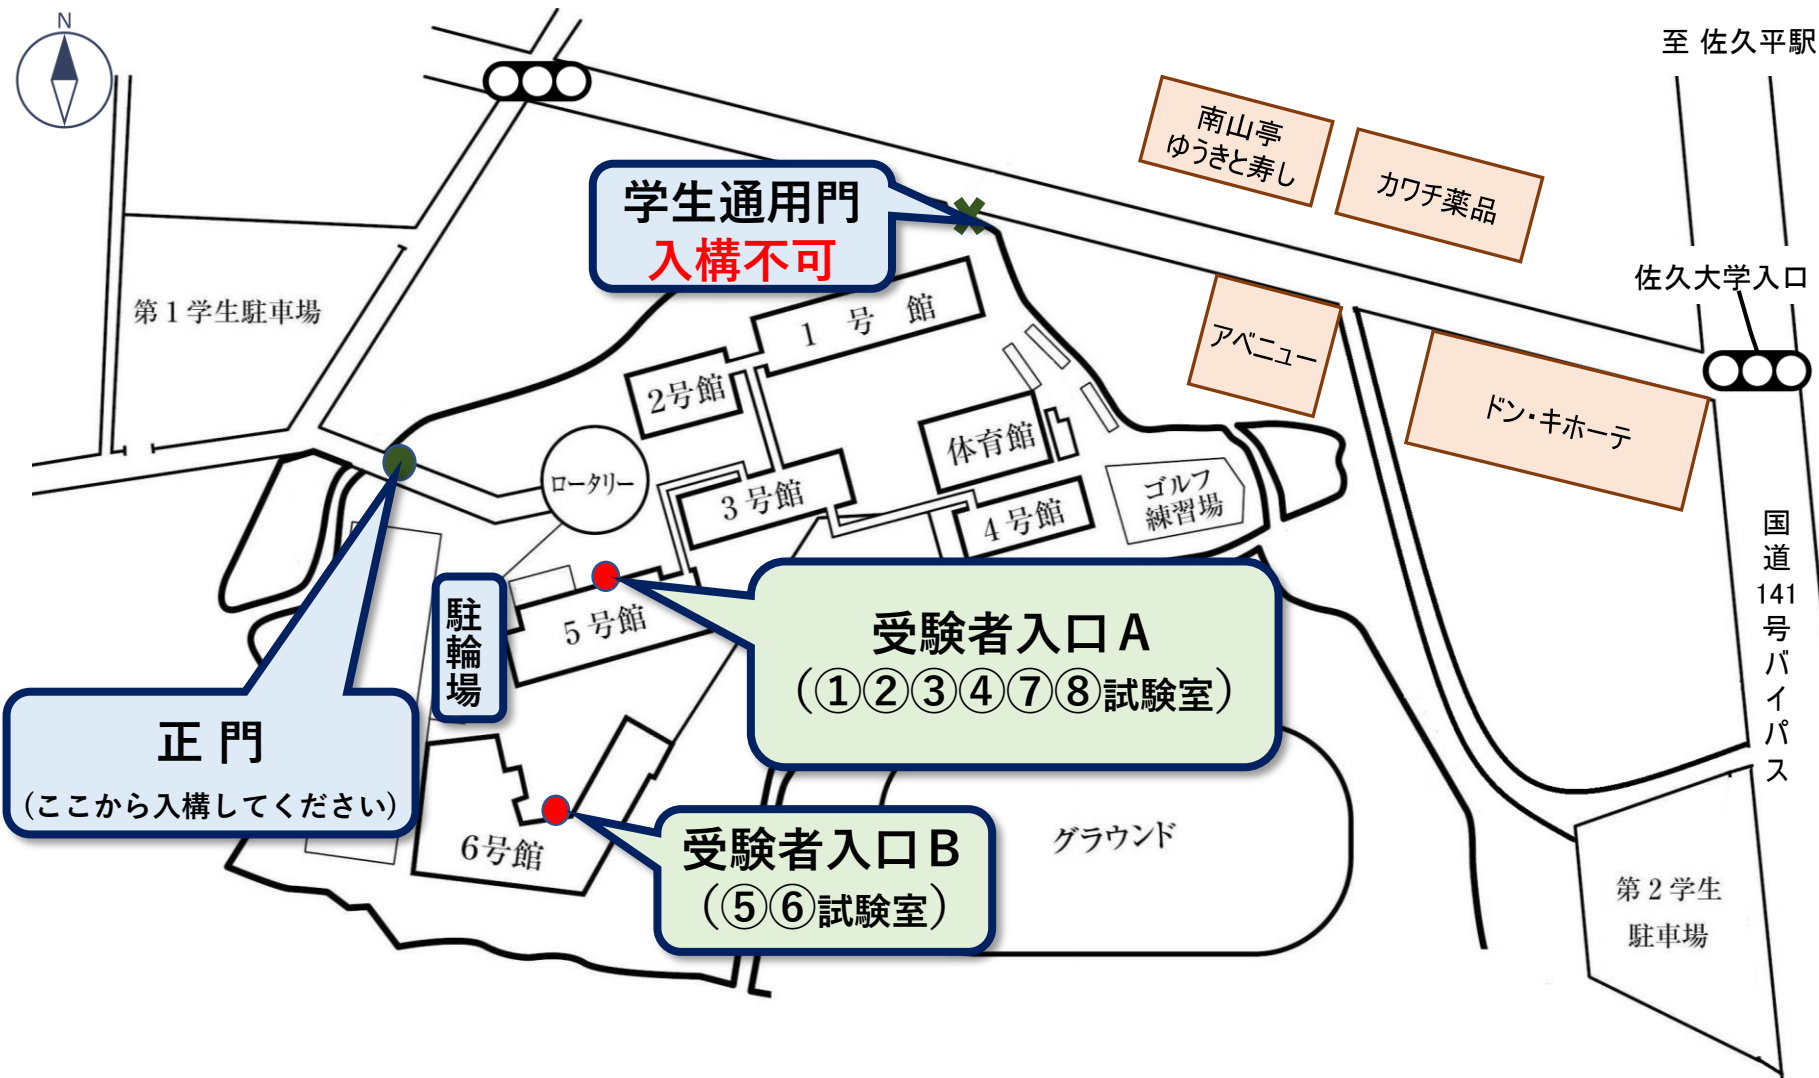 N
至 佐久平駅
南山亭
ゆうきと寿し
カワチ薬品
学生通用門
入構不可
佐久大学入口
第１学生駐車場
1 号 館
アベニュー
2号館
ドン・キホーテ
体育館
ロータリー
3号館
ゴルフ
練習場
4号館
国道141号バイパス
駐輪場
5号館
受験者入口A
（①②③④⑦⑧試験室）
正門
（ここから入構してください）
6号館
受験者入口B
（⑤⑥試験室）
グラウンド
第２学生
駐車場